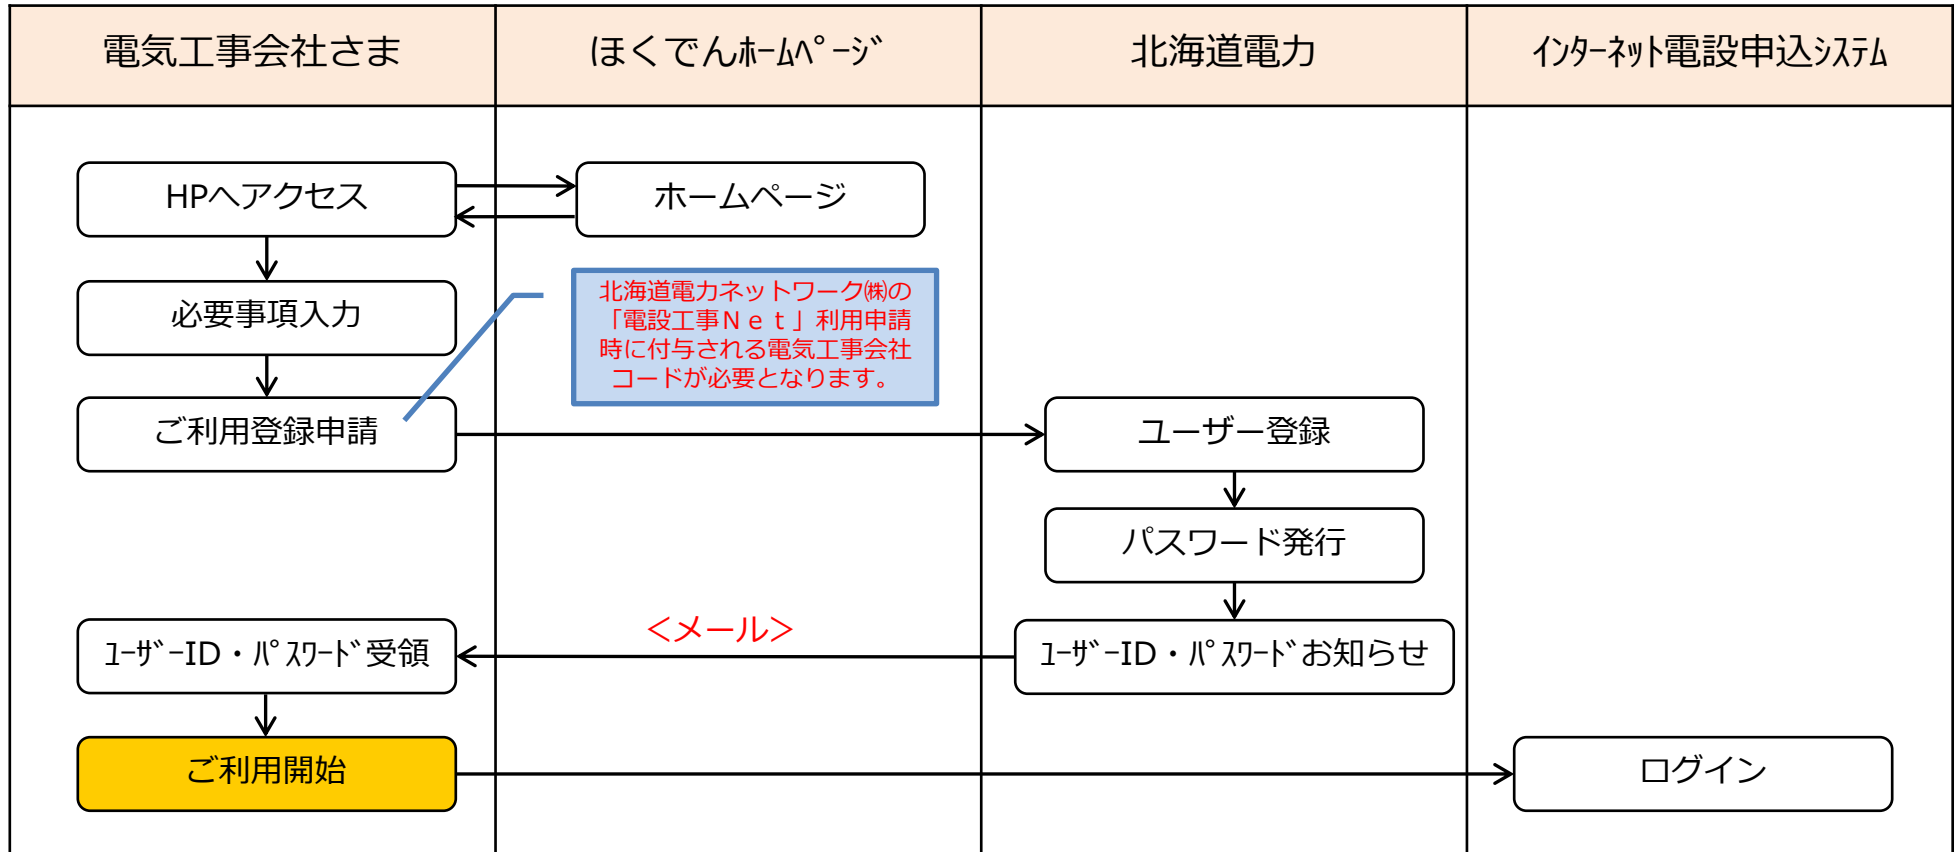 電気工事会社さま
ほくでんﾎｰﾑﾍﾟｰｼﾞ
北海道電力
ｲﾝﾀｰﾈｯﾄ電設申込ｼｽﾃﾑ
HPへアクセス
ホームページ
必要事項入力
北海道電力ネットワーク㈱の
「電設工事Ｎｅｔ」利用申請
時に付与される電気工事会社
コードが必要となります。
ご利用登録申請
ユーザー登録
パスワード発行
<メール>
ﾕｰｻﾞｰID・ﾊﾟｽﾜｰﾄﾞ受領
ﾕｰｻﾞｰID・ﾊﾟｽﾜｰﾄﾞお知らせ
ご利用開始
ログイン